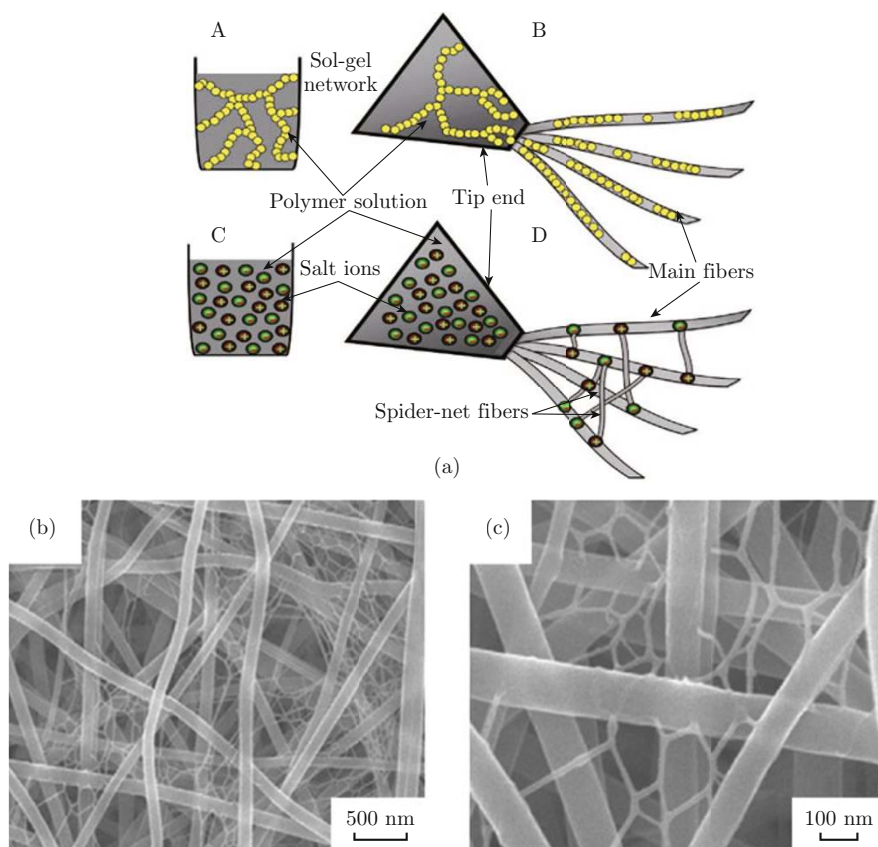 A
B
Sol-gel
network
Polymer solution
Tip end
C
D
Salt ions
Main fibers
Spider-net fibers
(a)
(b)
(c)
500 nm
100 nm